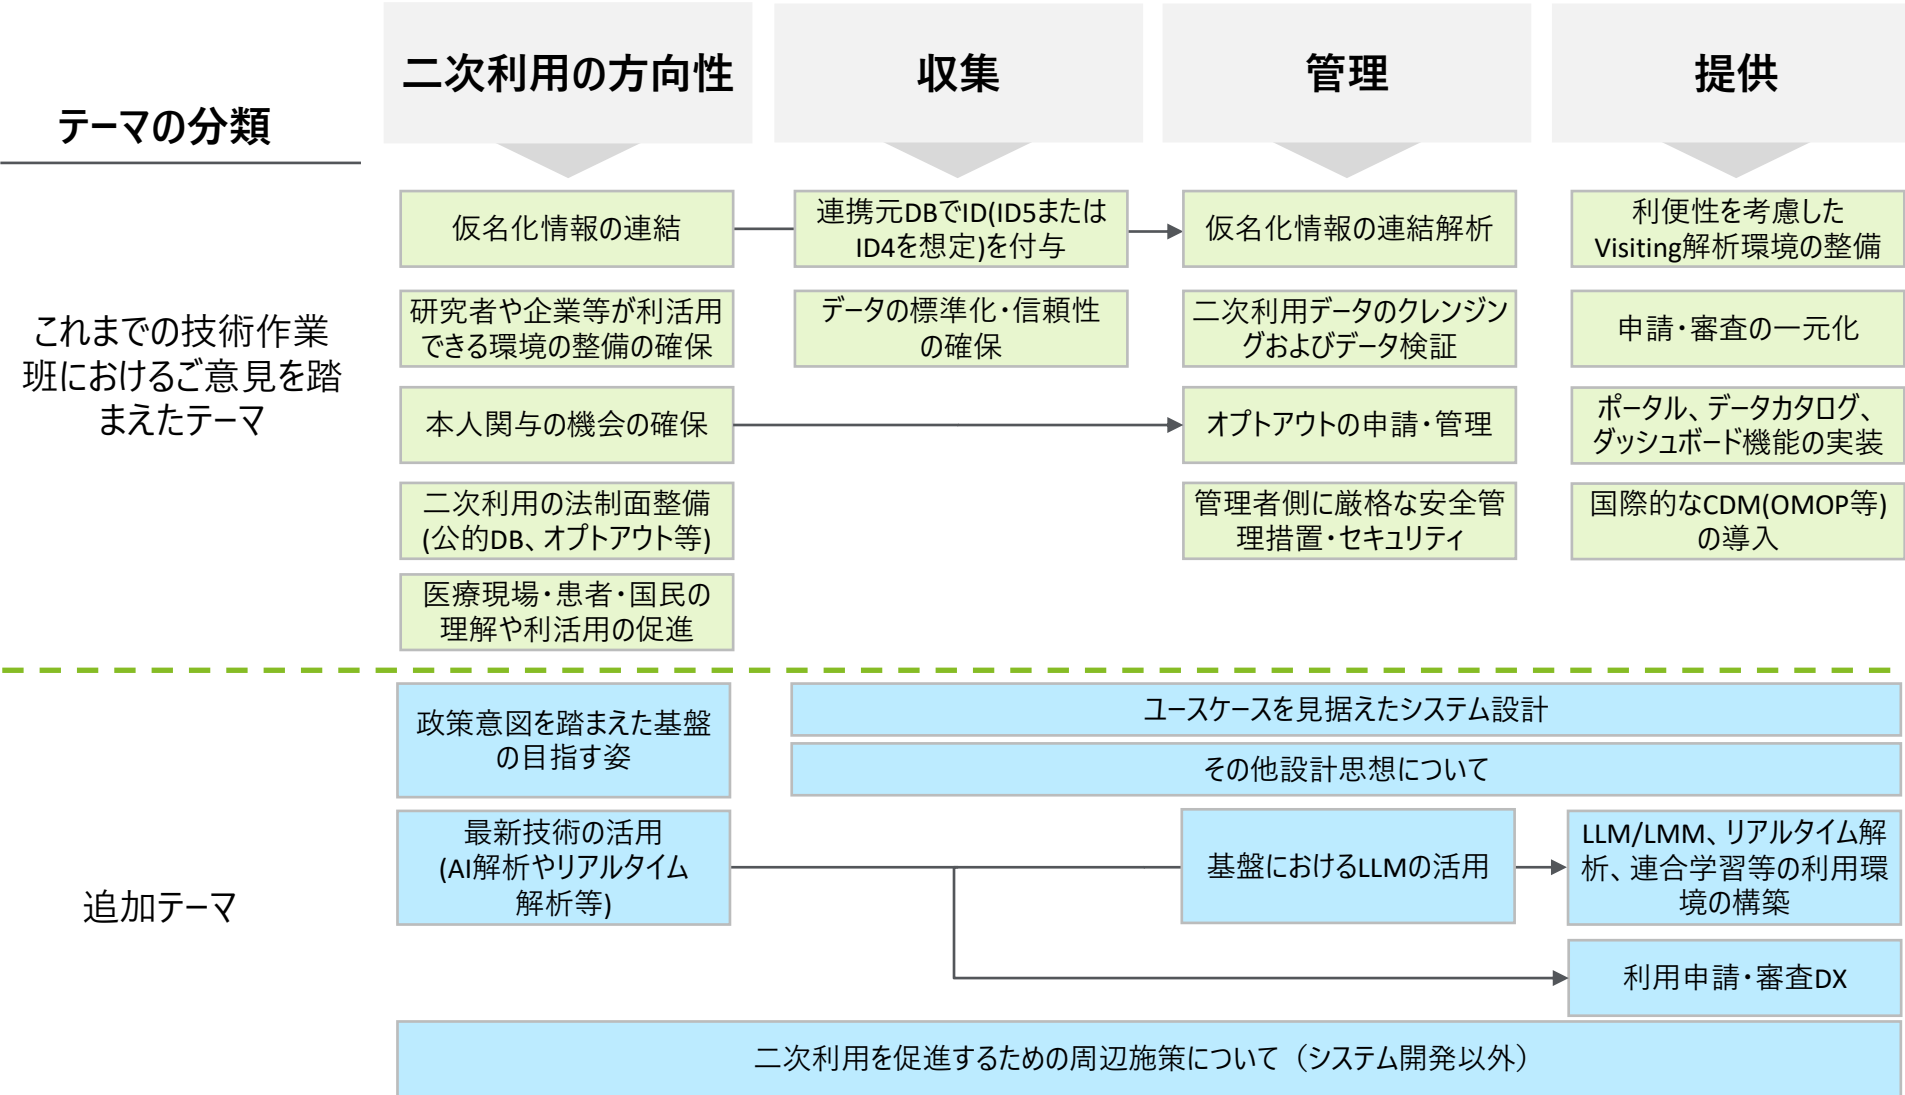 二次利用の方向性
収集
管理
提供
テーマの分類
これまでの技術作業
班におけるご意見を踏
まえたテーマ
仮名化情報の連結
連携元DBでID(ID5または
ID4を想定)を付与
仮名化情報の連結解析
利便性を考慮した
Visiting解析環境の整備
研究者や企業等が利活用
できる環境の整備の確保
データの標準化・信頼性
の確保
二次利用データのクレンジン
グおよびデータ検証
申請・審査の一元化
本人関与の機会の確保
オプトアウトの申請・管理
ポータル、データカタログ、
ダッシュボード機能の実装
二次利用の法制面整備
(公的DB、オプトアウト等)
管理者側に厳格な安全管
理措置・セキュリティ
国際的なCDM(OMOP等)
の導入
医療現場・患者・国民の
理解や利活用の促進
追加テーマ
政策意図を踏まえた基盤
の目指す姿
ユースケースを見据えたシステム設計
その他設計思想について
最新技術の活用
(AI解析やリアルタイム
解析等)
基盤におけるLLMの活用
LLM/LMM、リアルタイム解
析、連合学習等の利用環
境の構築
利用申請・審査DX
二次利用を促進するための周辺施策について（システム開発以外）